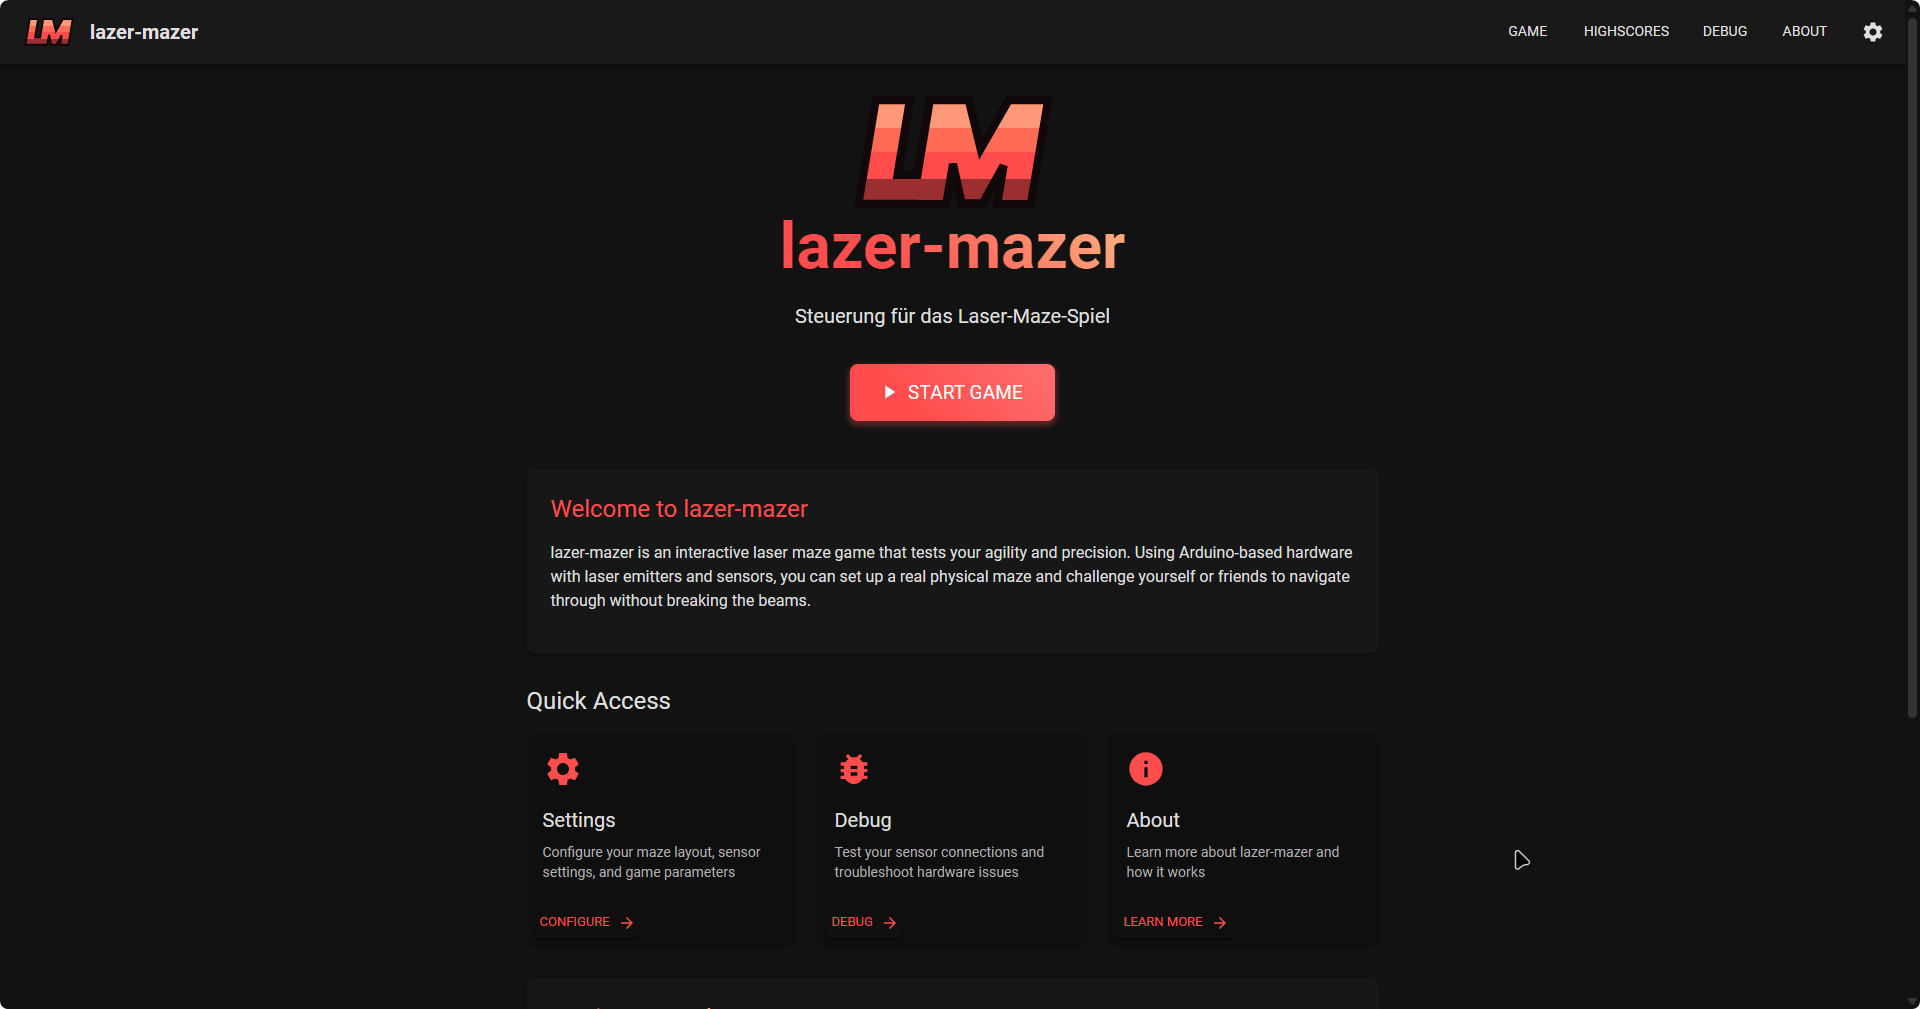 LM lazer-mazer GAME HIGHSCORES DEBUG ABOUT
LM
lazer-mazer
Steuerung für das Laser-Maze-Spiel
START GAME
Welcome to lazer-mazer
lazer-mazer is an interactive laser maze game that tests your agility and precision. Using Arduino-based hardware
with laser emitters and sensors, you can set up a real physical maze and challenge yourself or friends to navigate
through without breaking the beams.
Quick Access
Settings
Configure your maze layout, sensor
settings, and game parameters
CONFIGURE
Debug
Test your sensor connections and
troubleshoot hardware issues
DEBUG
About
Learn more about lazer-mazer and
how it works
LEARN MORE